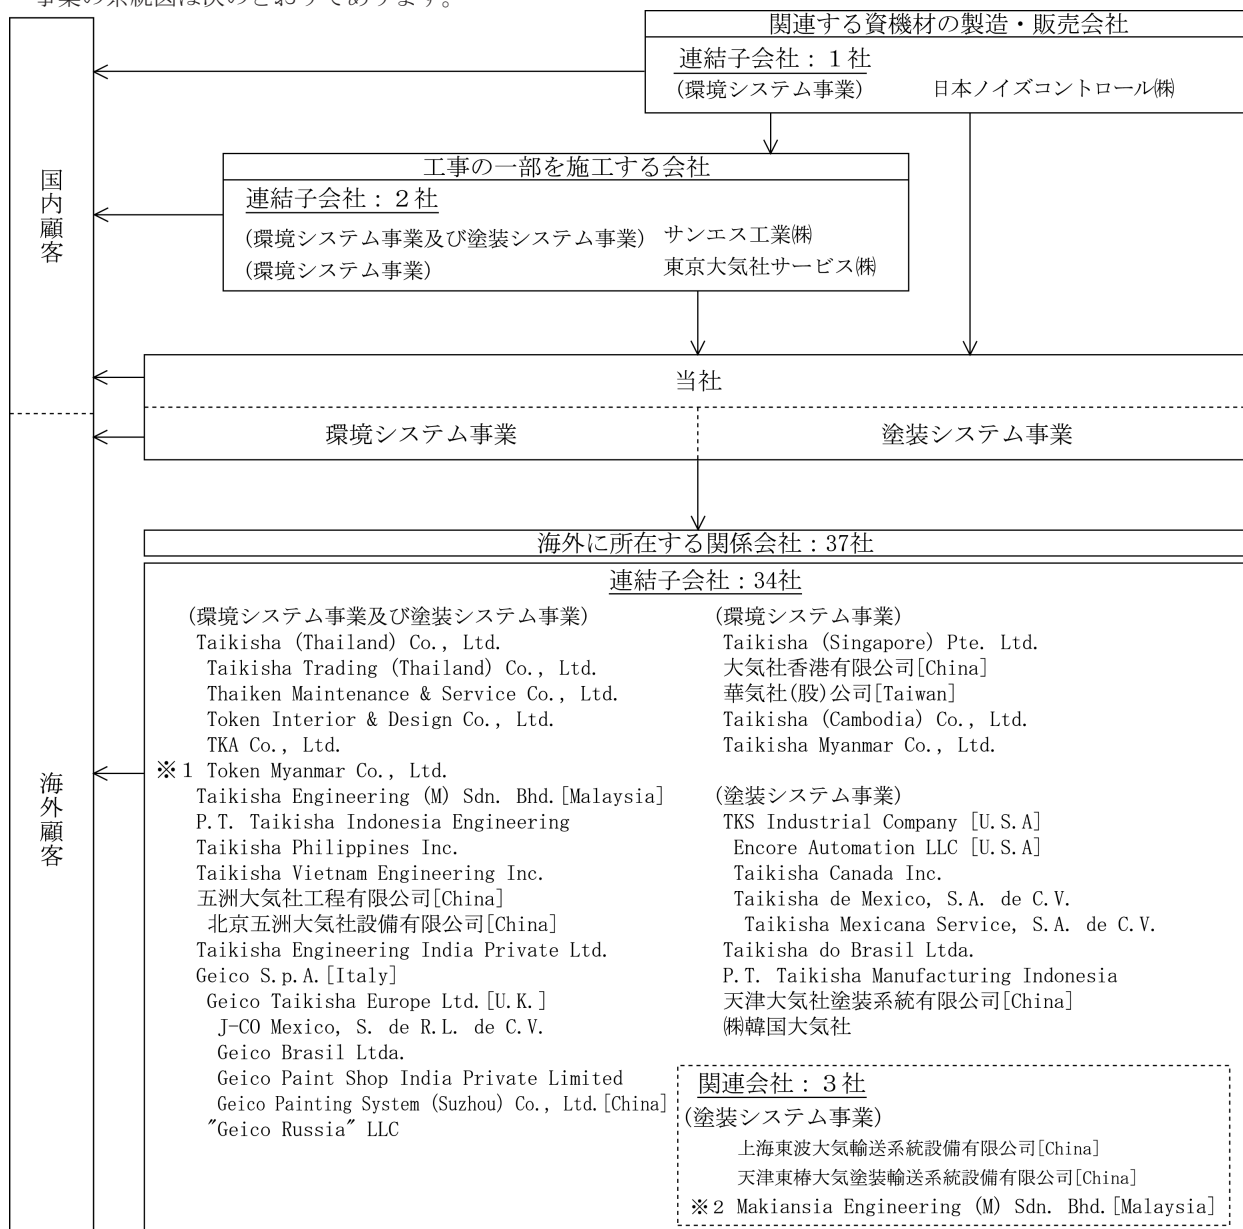 事業の系統図は次のとおりであります。
関連する資機材の製造・販売会社
連結子会社：１社
(環境システム事業) 日本ノイズコントロール㈱
工事の一部を施工する会社
連結子会社：２社
(環境システム事業及び塗装システム事業) サンエス工業㈱
(環境システム事業) 東京大気社サービス㈱
国内顧客
当社
環境システム事業 塗装システム事業
海外に所在する関係会社：37社
連結子会社：34社
(環境システム事業及び塗装システム事業)
Taikisha (Thailand) Co., Ltd.
Taikisha Trading (Thailand) Co., Ltd.
Thaiken Maintenance & Service Co., Ltd.
Token Interior & Design Co., Ltd.
TKA Co., Ltd.
※１ Token Myanmar Co., Ltd.
Taikisha Engineering (M) Sdn. Bhd.[Malaysia]
P.T. Taikisha Indonesia Engineering
Taikisha Philippines Inc.
Taikisha Vietnam Engineering Inc.
五洲大気社工程有限公司[China]
北京五洲大気社設備有限公司[China]
Taikisha Engineering India Private Ltd.
Geico S.p.A.[Italy]
Geico Taikisha Europe Ltd.[U.K.]
J-CO Mexico, S. de R.L. de C.V.
Geico Brasil Ltda.
Geico Paint Shop India Private Limited
Geico Painting System (Suzhou) Co., Ltd.[China]
"Geico Russia" LLC
(環境システム事業)
Taikisha (Singapore) Pte. Ltd.
大気社香港有限公司[China]
華気社(股)公司[Taiwan]
Taikisha (Cambodia) Co., Ltd.
Taikisha Myanmar Co., Ltd.
(塗装システム事業)
TKS Industrial Company [U.S.A]
Encore Automation LLC [U.S.A]
Taikisha Canada Inc.
Taikisha de Mexico, S.A. de C.V.
Taikisha Mexicana Service, S.A. de C.V.
Taikisha do Brasil Ltda.
P.T. Taikisha Manufacturing Indonesia
天津大気社塗装系統有限公司[China]
㈱韓国大気社
関連会社：３社
(塗装システム事業)
上海東波大気輸送系統設備有限公司[China]
天津東椿大気塗装輸送系統設備有限公司[China]
※２ Makiansia Engineering (M) Sdn. Bhd.[Malaysia]
海外顧客